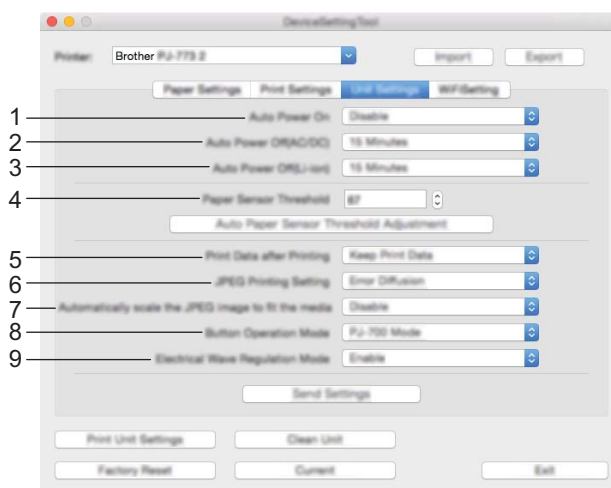 DeviceSettingTool
Printer: Brother PJ-773 2 Import Export
Paper Settings Print Settings Unit Settings WiFiSetting
1 Auto Power On Disable
2 Auto Power Off(AC/DC) 15 Minutes
3 Auto Power Off(Li-ion) 15 Minutes
4 Paper Sensor Threshold 87
Auto Paper Sensor Threshold Adjustment
5 Print Data after Printing Keep Print Data
6 JPEG Printing Setting Error Diffusion
7 Automatically scale the JPEG image to fit the media Disable
8 Button Operation Mode PJ-700 Mode
9 Electrical Wave Regulation Mode Enable
Send Settings
Print Unit Settings Clean Unit
Factory Reset Current Exit